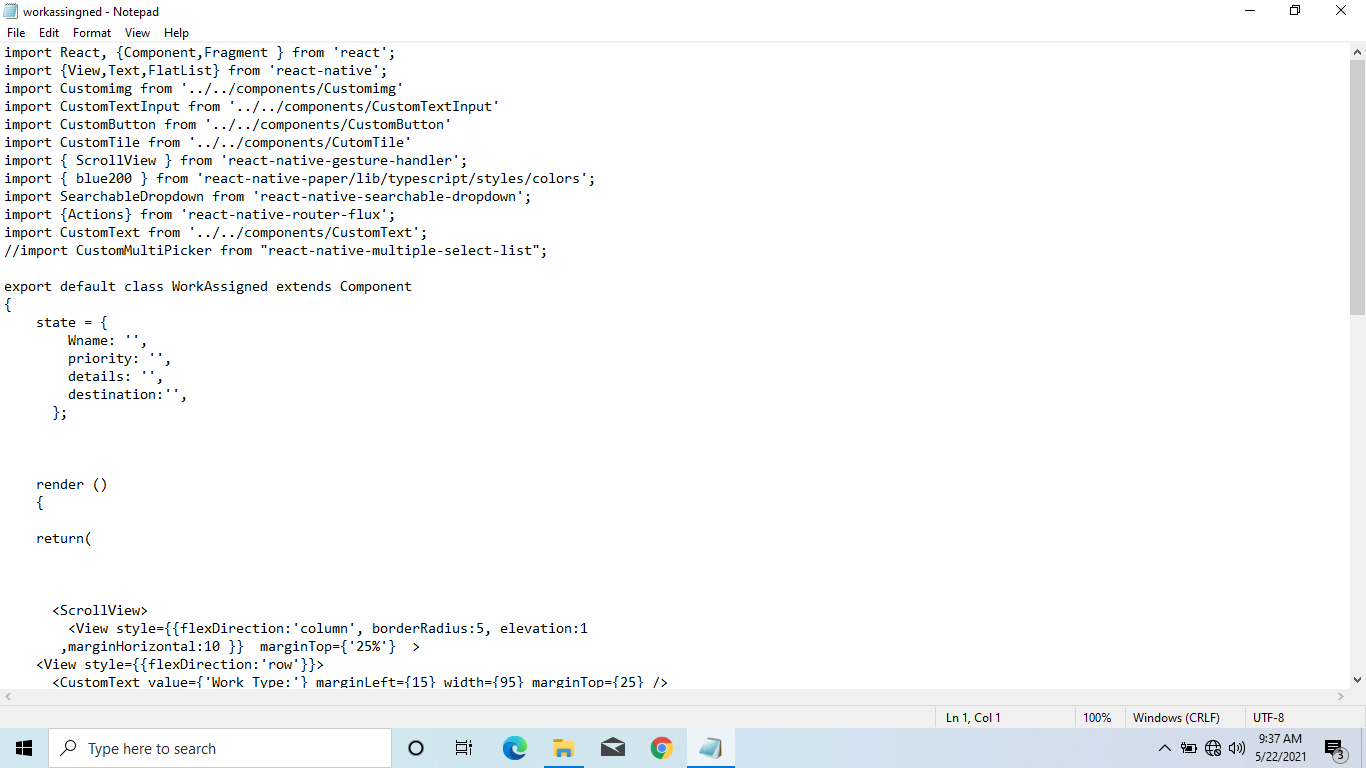 workassingned - Notepad
File Edit Format View Help
import React, {Component,Fragment } from 'react';
import {View,Text,FlatList} from 'react-native';
import Customimg from '../../components/Customimg'
import CustomTextInput from '../../components/CustomTextInput'
import CustomButton from '../../components/CustomButton'
import CustomTile from '../../components/CutomTile'
import { ScrollView } from 'react-native-gesture-handler';
import { blue200 } from 'react-native-paper/lib/typescript/styles/colors';
import SearchableDropdown from 'react-native-searchable-dropdown';
import {Actions} from 'react-native-router-flux';
import CustomText from '../../components/CustomText';
//import CustomMultiPicker from "react-native-multiple-select-list";
export default class WorkAssigned extends Component
{
state = {
Wname: '',
priority: '',
details: '',
destination:'',
};
render ()
{
return(
<ScrollView>
<View style={{flexDirection:'column', borderRadius:5, elevation:1
,marginHorizontal:10 }}  marginTop={'25%'}  >
<View style={{flexDirection:'row'}}>
<CustomText value={'Work Type:'} marginLeft={15} width={95} marginTop={25} />
Ln 1, Col 1 100% Windows (CRLF) UTF-8
Type here to search
9:37 AM
5/22/2021
3